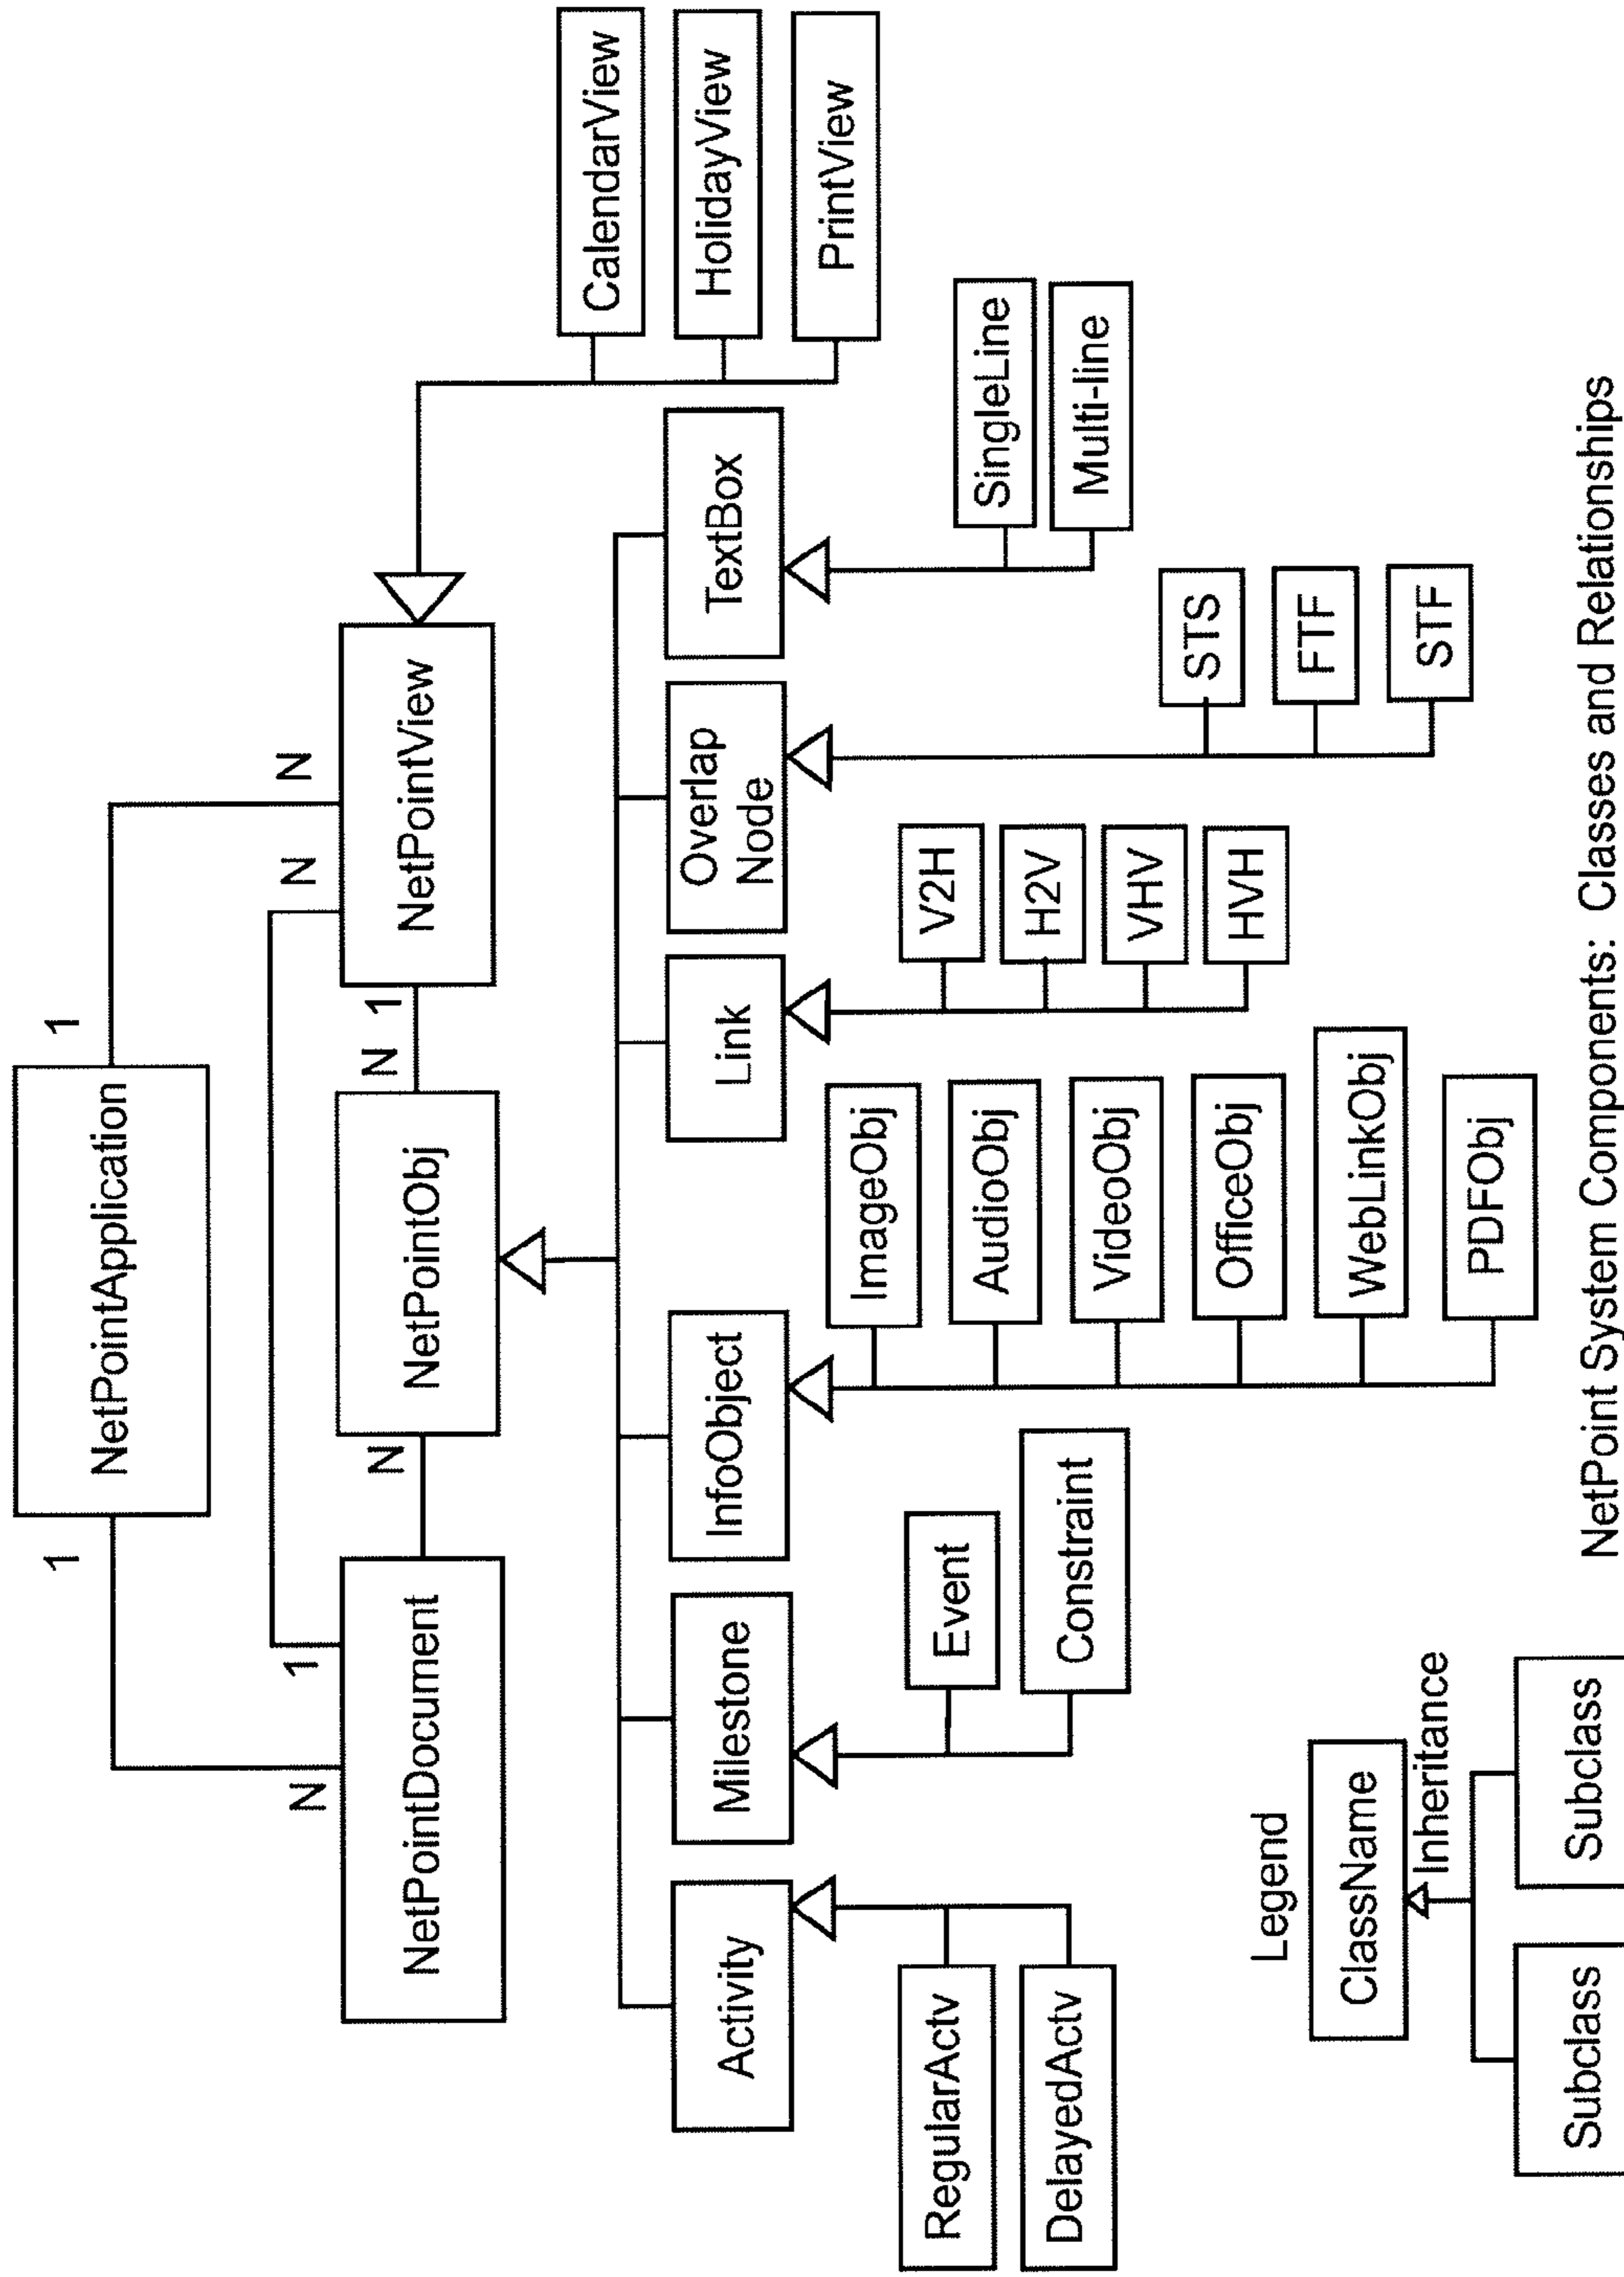 NetPointApplication
1
1
N
N
1
N
NetPointDocument
N
NetPointObj
N
1
NetPointView
CalendarView
HolidayView
PrintView
Activity
Milestone
InfoObject
Link
Overlap
Node
TextBox
RegularActv
DelayedActv
Event
Constraint
ImageObj
AudioObj
VideoObj
OfficeObj
WebLinkObj
PDFObj
V2H
H2V
VHV
HVH
STS
FTF
STF
SingleLine
Multi-line
Legend
ClassName
Inheritance
Subclass
Subclass
NetPoint System Components: Classes and Relationships